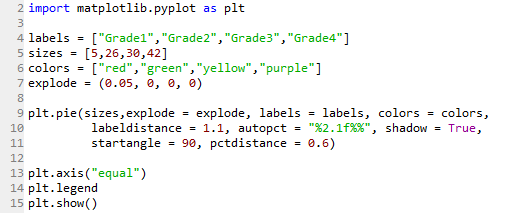 2 import matplotlib.pyplot as plt
3
4 labels = ["Grade1","Grade2","Grade3","Grade4"]
5 sizes = [5,26,30,42]
6 colors = ["red","green","yellow","purple"]
7 explode = (0.05, 0, 0, 0)
8
9 plt.pie(sizes,explode = explode, labels = labels, colors = colors,
10         labeldistance = 1.1, autopct = "%2.1f%%", shadow = True,
11         startangle = 90, pctdistance = 0.6)
12
13 plt.axis("equal")
14 plt.legend
15 plt.show()